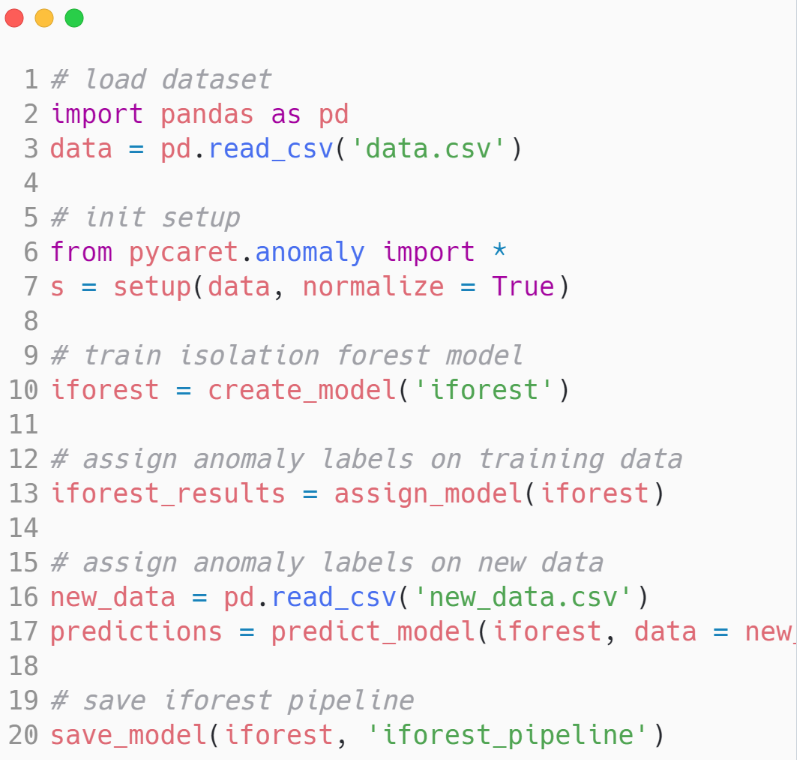 1 # load dataset
2 import pandas as pd
3 data = pd.read_csv('data.csv')
4
5 # init setup
6 from pycaret.anomaly import *
7 s = setup(data, normalize = True)
8
9 # train isolation forest model
10 iforest = create_model('iforest')
11
12 # assign anomaly labels on training data
13 iforest_results = assign_model(iforest)
14
15 # assign anomaly labels on new data
16 new_data = pd.read_csv('new_data.csv')
17 predictions = predict_model(iforest, data = new_
18
19 # save iforest pipeline
20 save_model(iforest, 'iforest_pipeline')